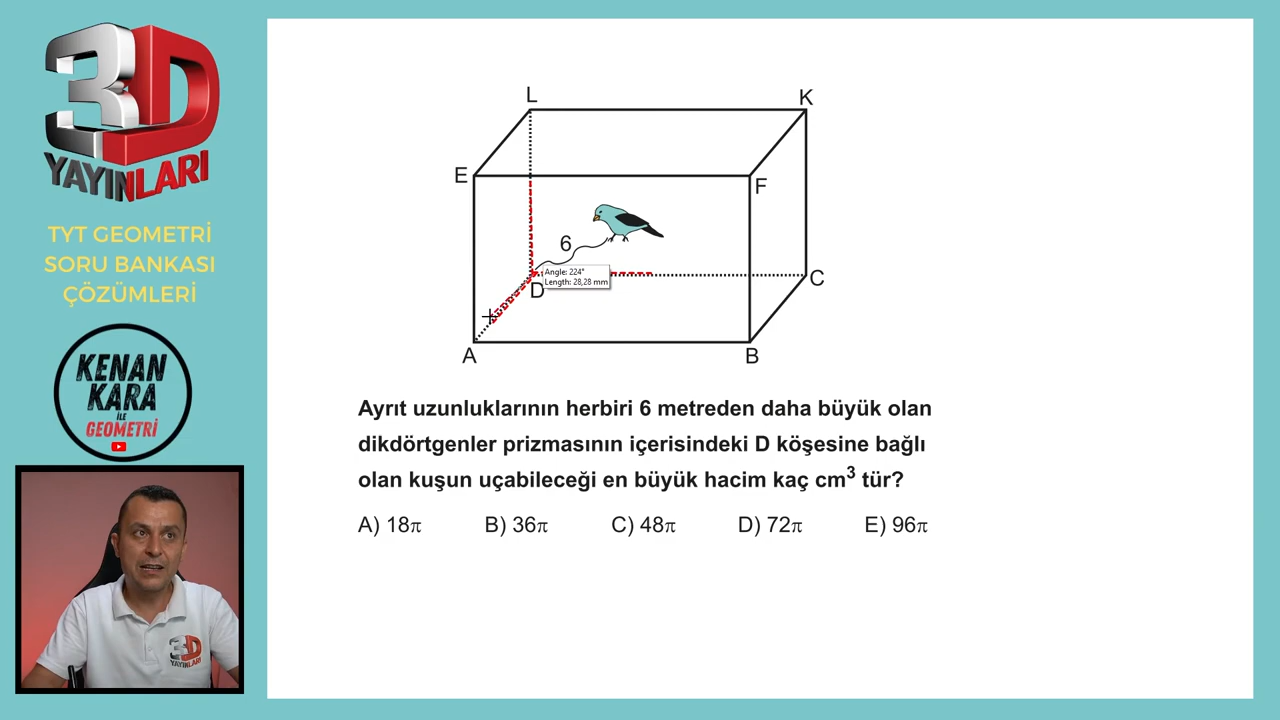 3D
YAYINLARI
TYT GEOMETRİ
SORU BANKASI
ÇÖZÜMLERİ
KENAN
KARA
İLE
GEOMETRİ
3D
YAYINLARI
L
K
E
F
6
Angle: 224°
Length: 28,28 mm
D
C
A
B
Ayrıt uzunluklarının herbiri 6 metreden daha büyük olan
dikdörtgenler prizmasının içerisindeki D köşesine bağlı
olan kuşun uçabileceği en büyük hacim kaç cm³ tür?
A) 18π B) 36π C) 48π D) 72π E) 96π